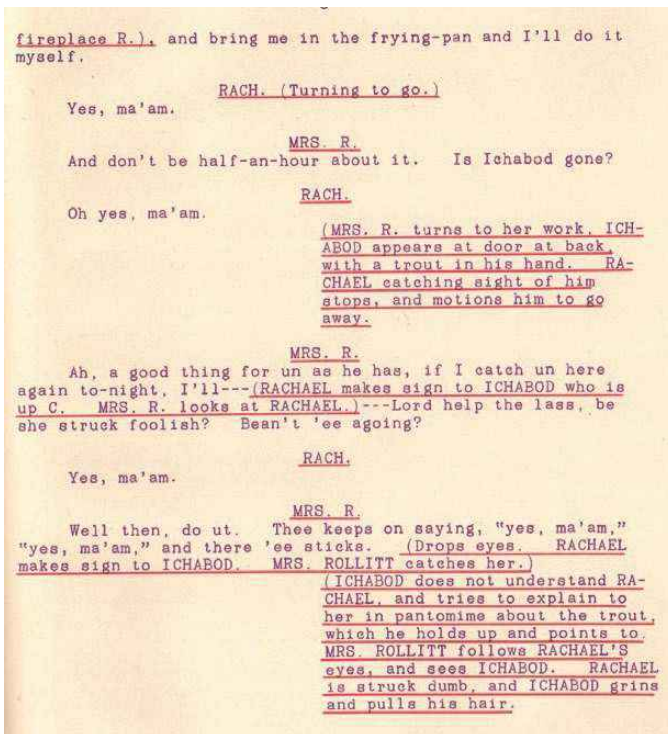 fireplace R.), and bring me in the frying-pan and I'll do it
myself.
RACH. (Turning to go.)
Yes, ma'am.
MRS. R.
And don't be half-an-hour about it. Is Ichabod gone?
RACH.
Oh yes, ma'am.
(MRS. R. turns to her work, ICH-
ABOD appears at door at back,
with a trout in his hand. RA-
CHAEL catching sight of him
stops, and motions him to go
away.
MRS. R.
Ah, a good thing for un as he has, if I catch un here
again to-night, I'll---(RACHAEL makes sign to ICHABOD who is
up C. MRS. R. looks at RACHAEL.)---Lord help the lass, be
she struck foolish? Bean't 'ee agoing?
RACH.
Yes, ma'am.
MRS. R.
Well then, do ut. Thee keeps on saying, "yes, ma'am,"
"yes, ma'am," and there 'ee sticks. (Drops eyes. RACHAEL
makes sign to ICHABOD. MRS. ROLLITT catches her.)
(ICHABOD does not understand RA-
CHAEL, and tries to explain to
her in pantomime about the trout,
which he holds up and points to.
MRS. ROLLITT follows RACHAEL'S
eyes, and sees ICHABOD. RACHAEL
is struck dumb, and ICHABOD grins
and pulls his hair.